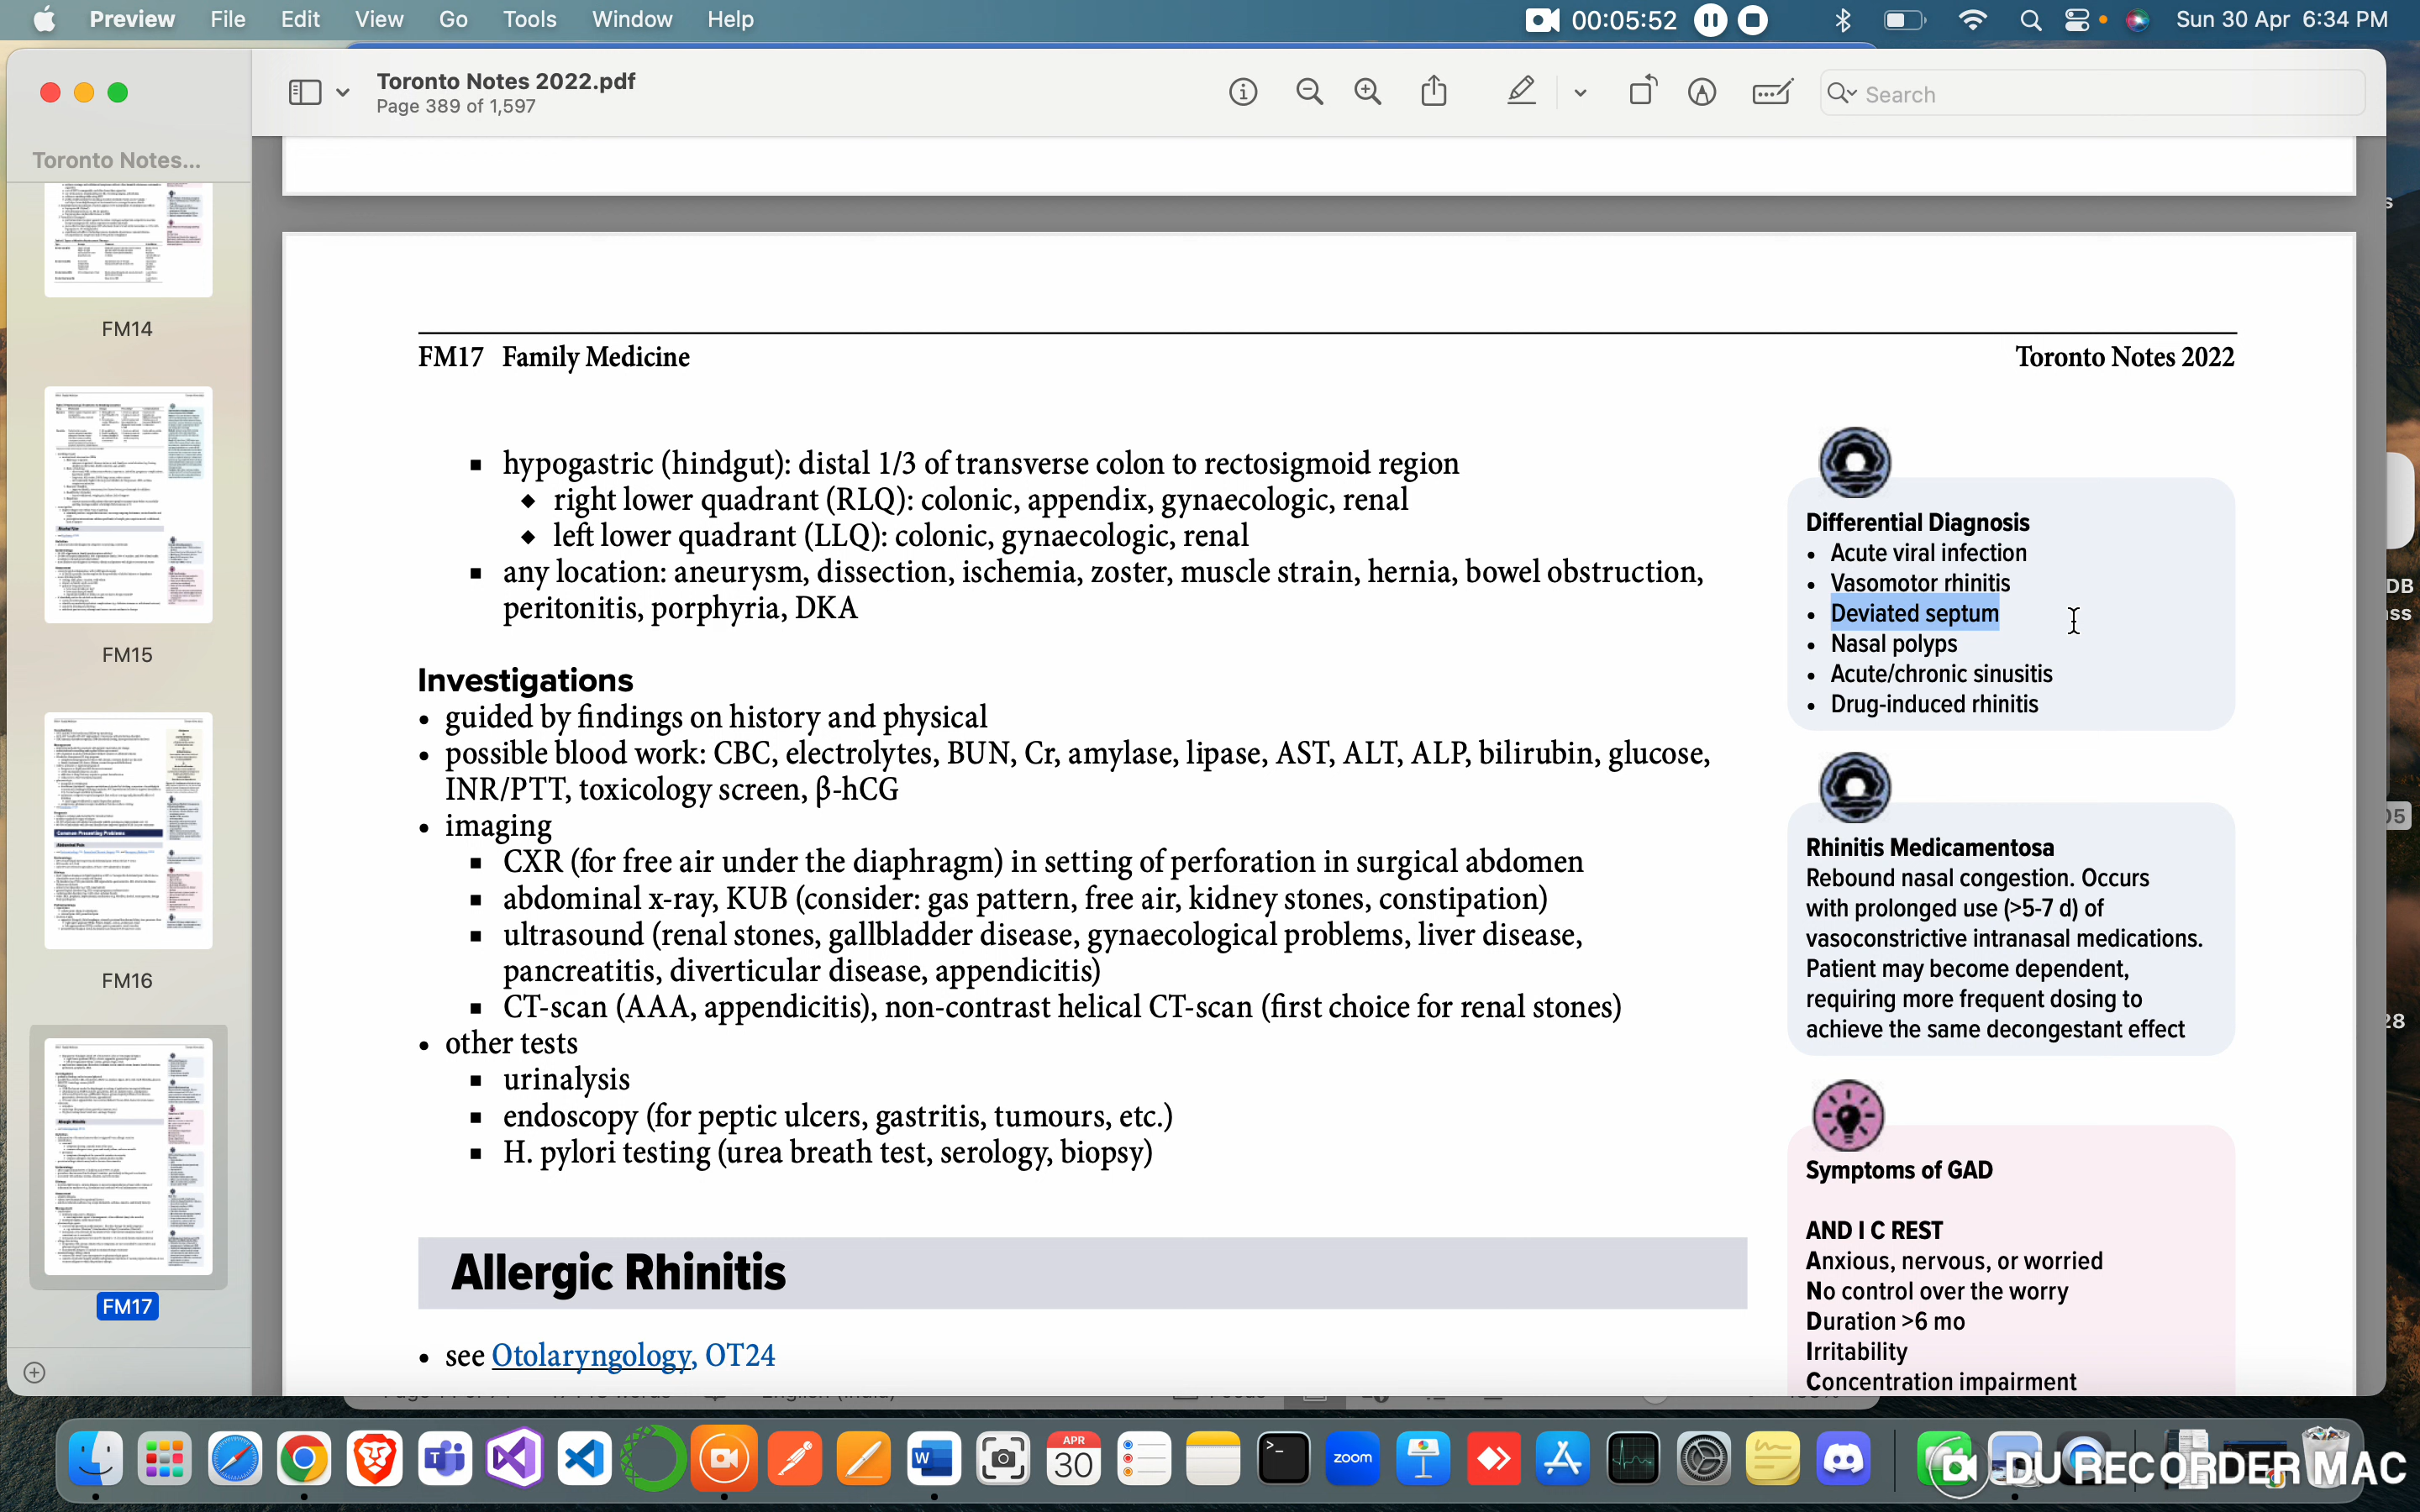 Preview File Edit View Go Tools Window Help
00:05:52
Sun 30 Apr 6:34 PM
Toronto Notes 2022.pdf
Page 389 of 1,597
Search
Toronto Notes...
FM14
FM15
FM16
FM17
FM17 Family Medicine
Toronto Notes 2022
▪ hypogastric (hindgut): distal 1/3 of transverse colon to rectosigmoid region
◆ right lower quadrant (RLQ): colonic, appendix, gynaecologic, renal
◆ left lower quadrant (LLQ): colonic, gynaecologic, renal
▪ any location: aneurysm, dissection, ischemia, zoster, muscle strain, hernia, bowel obstruction,
peritonitis, porphyria, DKA
Investigations
• guided by findings on history and physical
• possible blood work: CBC, electrolytes, BUN, Cr, amylase, lipase, AST, ALT, ALP, bilirubin, glucose,
INR/PTT, toxicology screen, β-hCG
• imaging
▪ CXR (for free air under the diaphragm) in setting of perforation in surgical abdomen
▪ abdominal x-ray, KUB (consider: gas pattern, free air, kidney stones, constipation)
▪ ultrasound (renal stones, gallbladder disease, gynaecological problems, liver disease,
pancreatitis, diverticular disease, appendicitis)
▪ CT-scan (AAA, appendicitis), non-contrast helical CT-scan (first choice for renal stones)
• other tests
▪ urinalysis
▪ endoscopy (for peptic ulcers, gastritis, tumours, etc.)
▪ H. pylori testing (urea breath test, serology, biopsy)
Allergic Rhinitis
• see Otolaryngology, OT24
Differential Diagnosis
• Acute viral infection
• Vasomotor rhinitis
• Deviated septum
• Nasal polyps
• Acute/chronic sinusitis
• Drug-induced rhinitis
Rhinitis Medicamentosa
Rebound nasal congestion. Occurs
with prolonged use (>5-7 d) of
vasoconstrictive intranasal medications.
Patient may become dependent,
requiring more frequent dosing to
achieve the same decongestant effect
Symptoms of GAD
AND I C REST
Anxious, nervous, or worried
No control over the worry
Duration >6 mo
Irritability
Concentration impairment
APR
30
zoom
DU RECORDER MAC